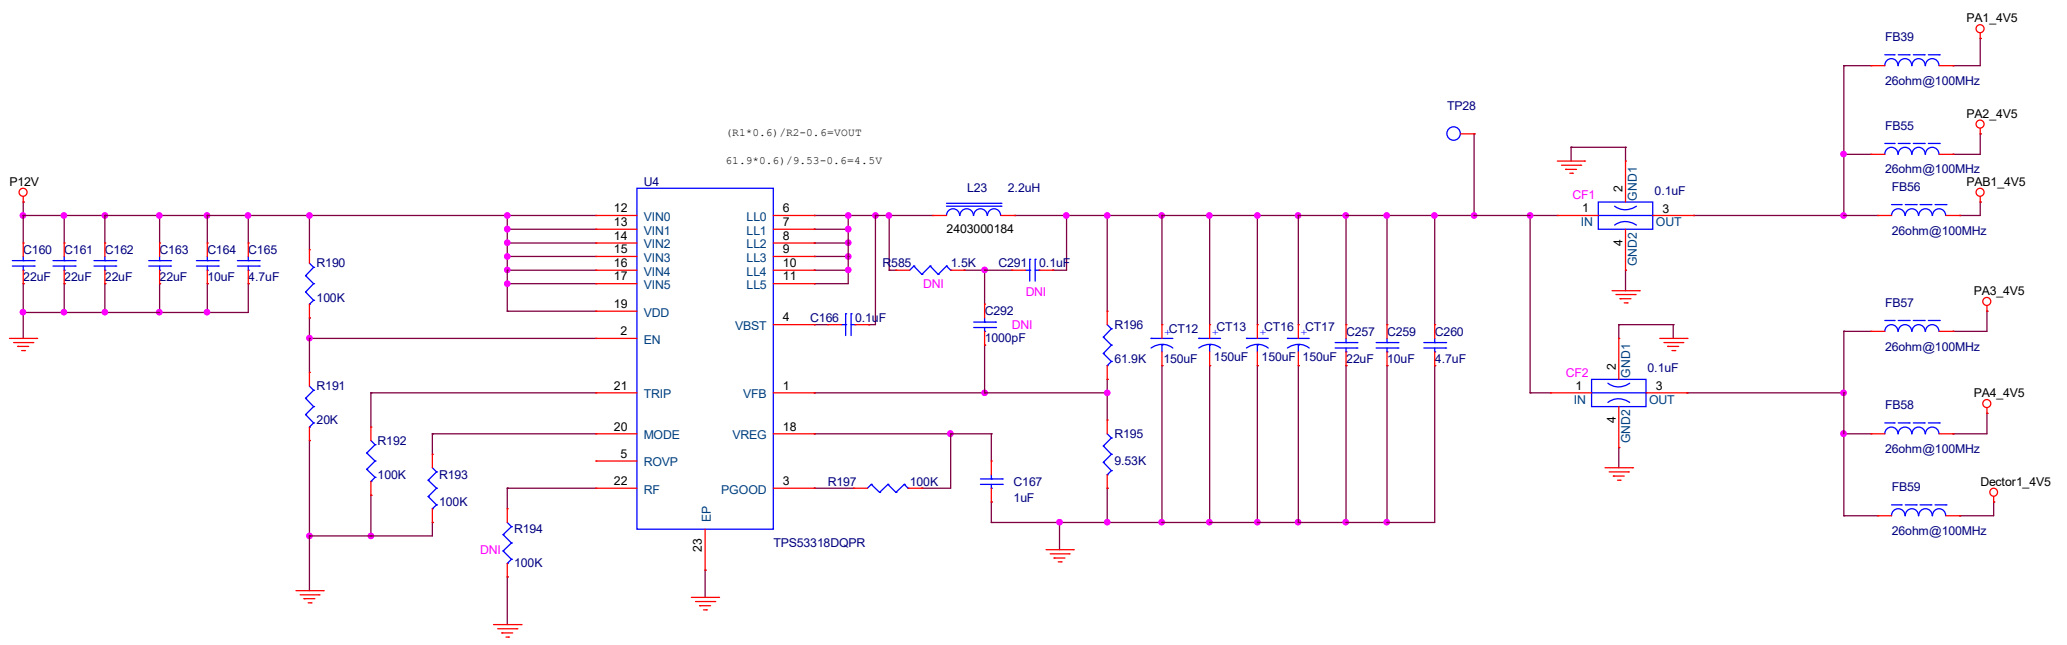 (R1*0.6)/R2-0.6=VOUT
61.9*0.6)/9.53-0.6=4.5V
P12V
C160
22uF
C161
22uF
C162
22uF
C163
22uF
C164
10uF
C165
4.7uF
R190
100K
R191
20K
R192
100K
R193
100K
R194
DNI
100K
U4
12 VIN0
13 VIN1
14 VIN2
15 VIN3
16 VIN4
17 VIN5
19 VDD
2 EN
21 TRIP
20 MODE
5 ROVP
22 RF
LL0 6
LL1 7
LL2 8
LL3 9
LL4 10
LL5 11
VBST 4
VFB 1
VREG 18
PGOOD 3
EP
23
TPS53318DQPR
L23 2.2uH
2403000184
R585 1.5K
DNI
C291 0.1uF
DNI
C292
DNI
1000pF
C166 0.1uF
R197 100K
C167
1uF
R196
61.9K
R195
9.53K
CT12
150uF
CT13
150uF
CT16
150uF
CT17
150uF
C257
22uF
C259
10uF
C260
4.7uF
TP28
CF1
0.1uF
1
IN
2
GND1
3
OUT
4
GND2
CF2
0.1uF
1
IN
2
GND1
3
OUT
4
GND2
PA1_4V5
FB39
26ohm@100MHz
PA2_4V5
FB55
26ohm@100MHz
PAB1_4V5
FB56
26ohm@100MHz
PA3_4V5
FB57
26ohm@100MHz
PA4_4V5
FB58
26ohm@100MHz
Dector1_4V5
FB59
26ohm@100MHz